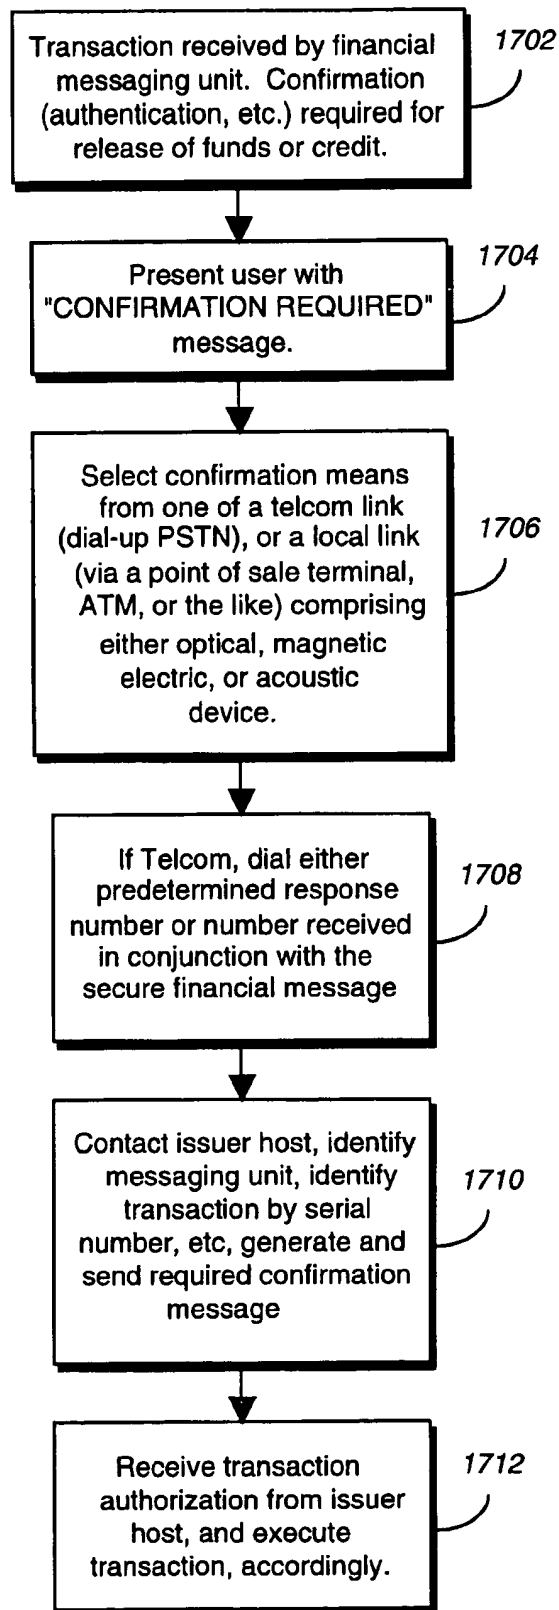 Transaction received by financial
messaging unit. Confirmation
(authentication, etc.) required for
release of funds or credit.
1702
Present user with
"CONFIRMATION REQUIRED"
message.
1704
Select confirmation means
from one of a telcom link
(dial-up PSTN), or a local link
(via a point of sale terminal,
ATM, or the like) comprising
either optical, magnetic
electric, or acoustic
device.
1706
If Telcom, dial either
predetermined response
number or number received
in conjunction with the
secure financial message
1708
Contact issuer host, identify
messaging unit, identify
transaction by serial
number, etc, generate and
send required confirmation
message
1710
Receive transaction
authorization from issuer
host, and execute
transaction, accordingly.
1712